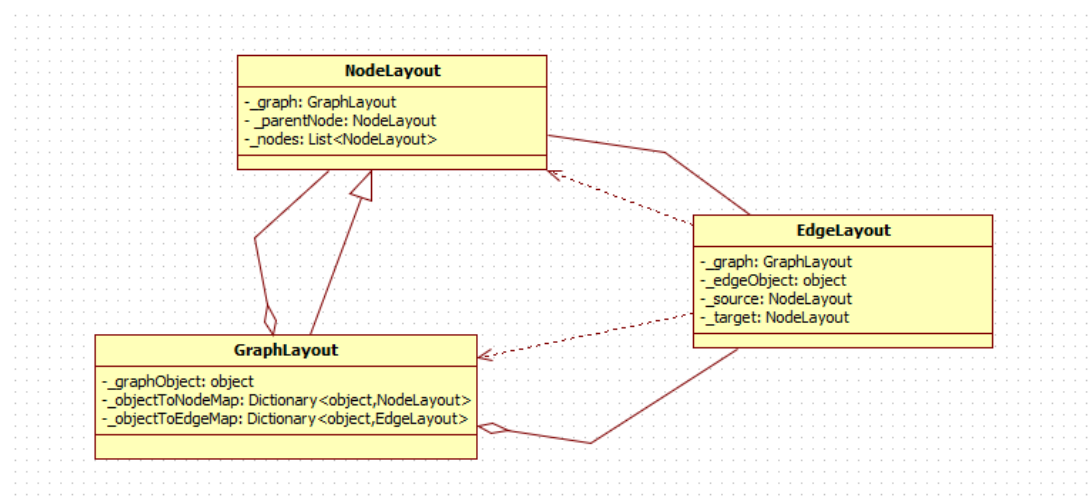 NodeLayout
-_graph: GraphLayout
- _parentNode: NodeLayout
-_nodes: List<NodeLayout>
EdgeLayout
-_graph: GraphLayout
-_edgeObject: object
-_source: NodeLayout
-_target: NodeLayout
GraphLayout
-_graphObject: object
-_objectToNodeMap: Dictionary<object,NodeLayout>
-_objectToEdgeMap: Dictionary<object,EdgeLayout>